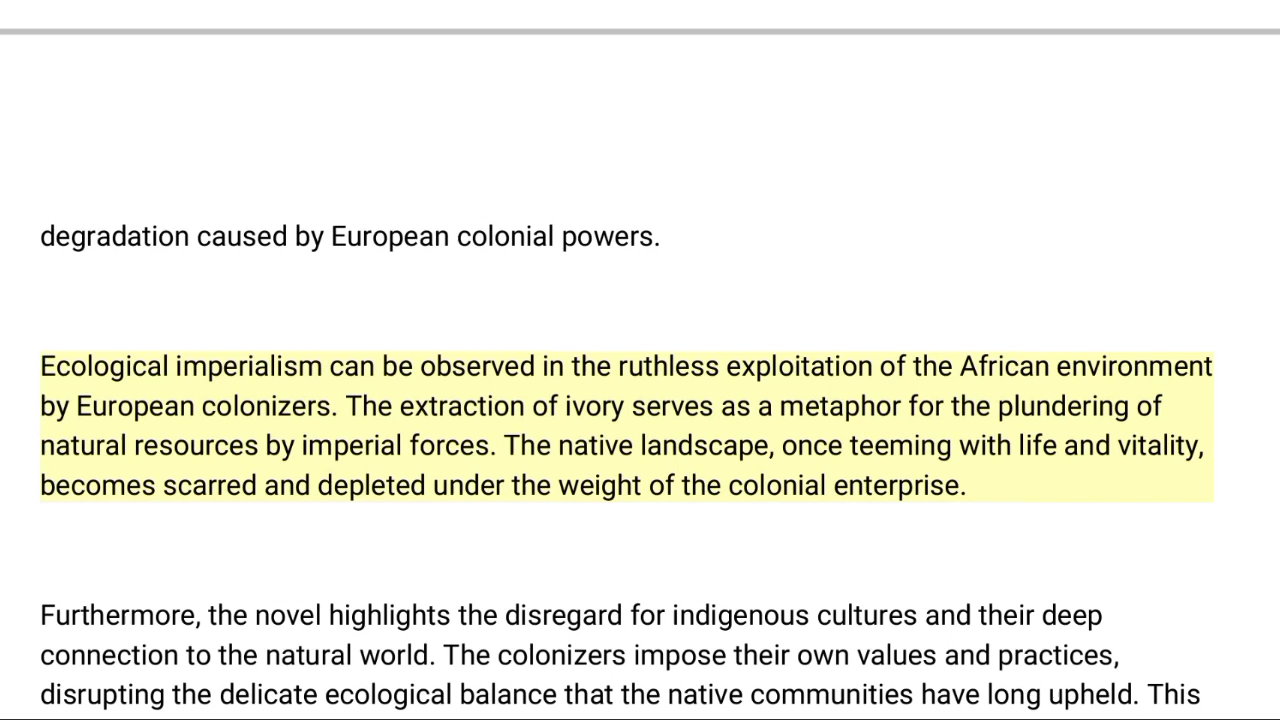 degradation caused by European colonial powers.
Ecological imperialism can be observed in the ruthless exploitation of the African environment
by European colonizers. The extraction of ivory serves as a metaphor for the plundering of
natural resources by imperial forces. The native landscape, once teeming with life and vitality,
becomes scarred and depleted under the weight of the colonial enterprise.
Furthermore, the novel highlights the disregard for indigenous cultures and their deep
connection to the natural world. The colonizers impose their own values and practices,
disrupting the delicate ecological balance that the native communities have long upheld. This